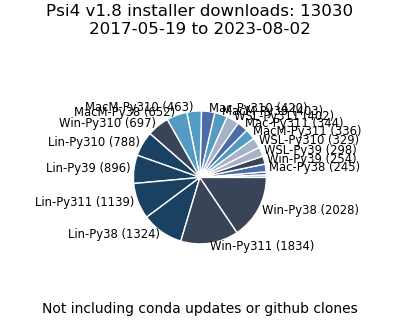 Psi4 v1.8 installer downloads: 13030
2017-05-19 to 2023-08-02
MacM-Py310 (463)
Mac-Py310 (420)
MacM-Py39 (403)
MacM-Py38 (652)
WSL-Py311 (402)
Win-Py310 (697)
Mac-Py311 (344)
MacM-Py311 (336)
Lin-Py310 (788)
WSL-Py310 (329)
WSL-Py39 (298)
Win-Py39 (254)
Lin-Py39 (896)
Mac-Py38 (245)
Lin-Py311 (1139)
Win-Py38 (2028)
Lin-Py38 (1324)
Win-Py311 (1834)
Not including conda updates or github clones